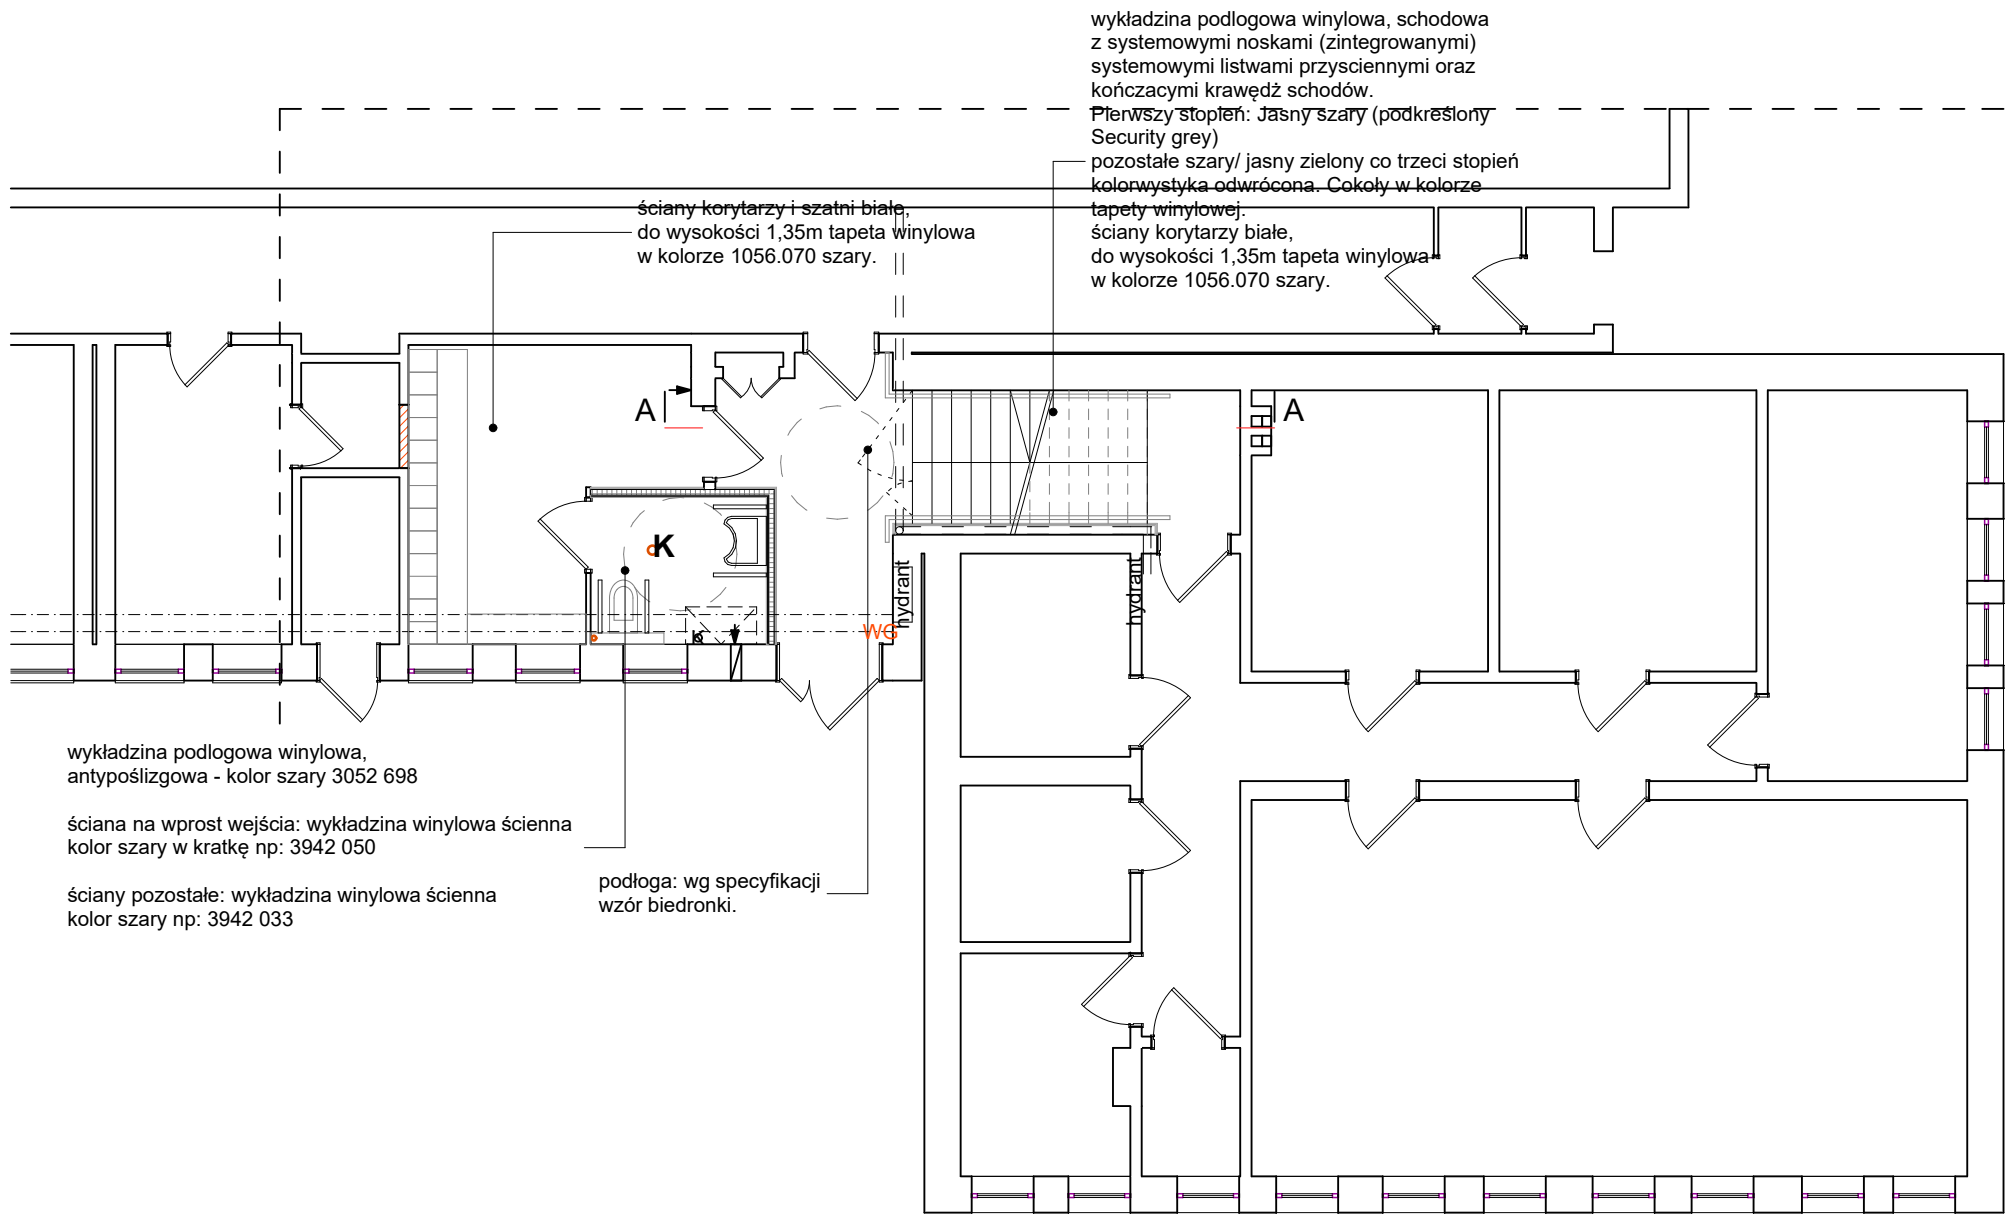 wykładzina podlogowa winylowa, schodowa
z systemowymi noskami (zintegrowanymi)
systemowymi listwami przysciennymi oraz
kończacymi krawędż schodów.
Pierwszy stopień: Jasny szary (podkreślony
Security grey)
pozostałe szary/ jasny zielony co trzeci stopień
kolorwystyka odwrócona. Cokoły w kolorze
tapety winylowej.
ściany korytarzy białe,
do wysokości 1,35m tapeta winylowa
w kolorze 1056.070 szary.
ściany korytarzy i szatni białe,
do wysokości 1,35m tapeta winylowa
w kolorze 1056.070 szary.
A
A
K
hydrant
hydrant
WG
wykładzina podlogowa winylowa,
antypoślizgowa - kolor szary 3052 698
ściana na wprost wejścia: wykładzina winylowa ścienna
kolor szary w kratkę np: 3942 050
ściany pozostałe: wykładzina winylowa ścienna
kolor szary np: 3942 033
podłoga: wg specyfikacji
wzór biedronki.